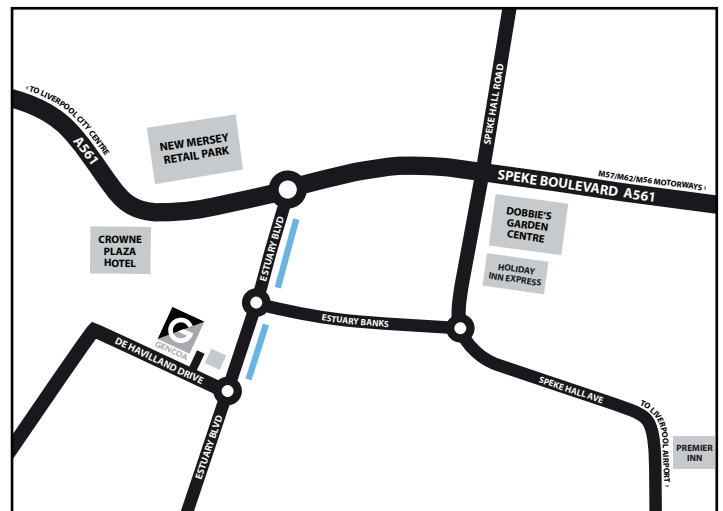 SPEKE HALL ROAD
‹TO LIVERPOOL CITY CENTRE
A561
NEW MERSEY
RETAIL PARK
M57/M62/M56 MOTORWAYS›
SPEKE BOULEVARD A561
CROWNE
PLAZA
HOTEL
ESTUARY BLVD
DOBBIE'S
GARDEN
CENTRE
HOLIDAY
INN EXPRESS
ESTUARY BANKS
G
GENCOA
DE HAVILLAND DRIVE
SPEKE HALL AVE
TO LIVERPOOL AIRPORT ›
PREMIER
INN
ESTUARY BLVD